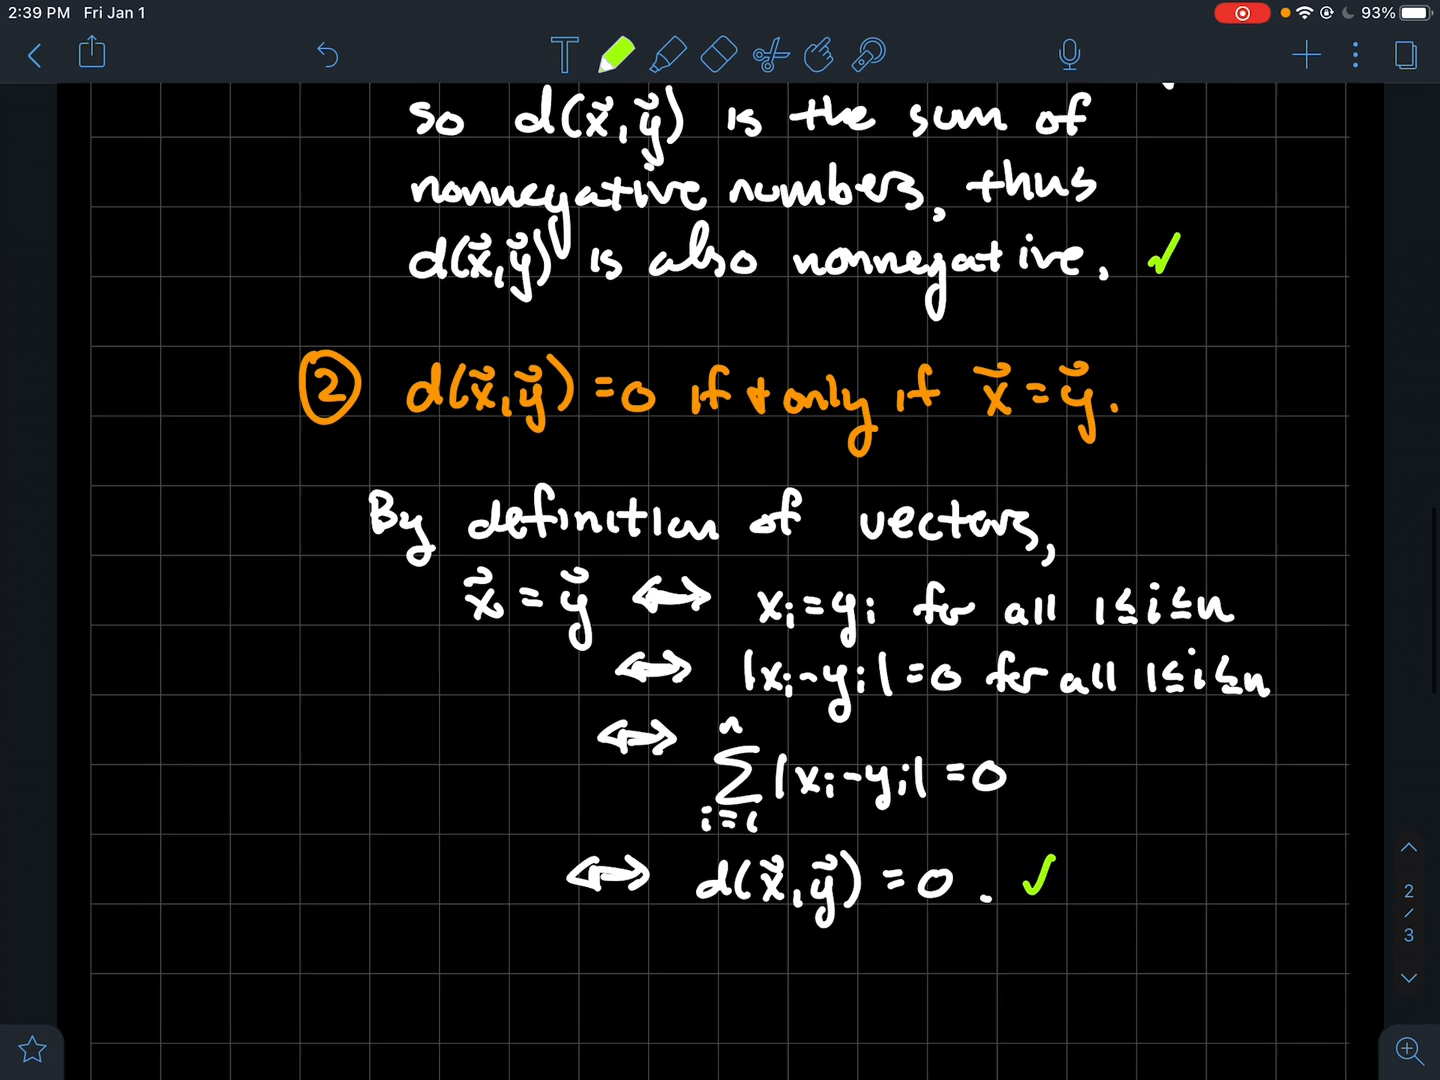 2:39 PM Fri Jan 1
93%
so d(x⃗, y⃗) is the sum of
nonnegative numbers, thus
d(x⃗, y⃗) is also nonnegative. ✓
② d(x⃗, y⃗) = 0 if & only if x⃗ = y⃗.
By definition of vectors,
x⃗ = y⃗ ⟺ xᵢ = yᵢ for all 1 ≤ i ≤ n
⟺ |xᵢ - yᵢ| = 0 for all 1 ≤ i ≤ n
⟺ ∑ᵢ₌₁ⁿ |xᵢ - yᵢ| = 0
⟺ d(x⃗, y⃗) = 0. ✓
2 / 3